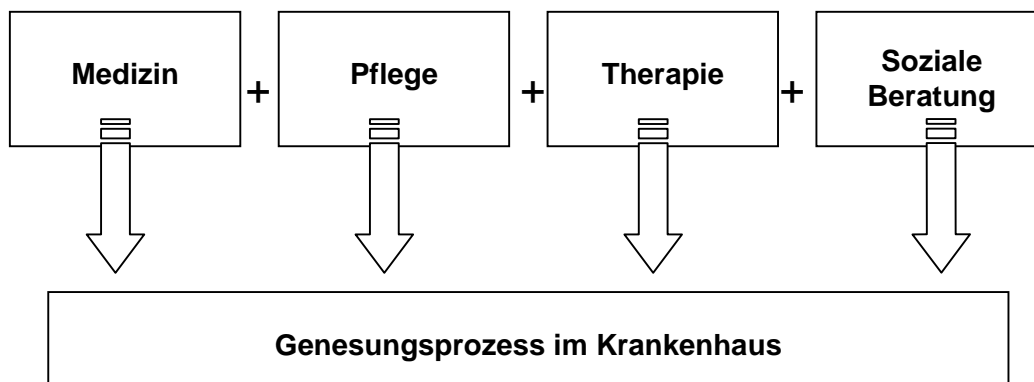 Medizin + Pflege + Therapie + Soziale
Beratung
Genesungsprozess im Krankenhaus